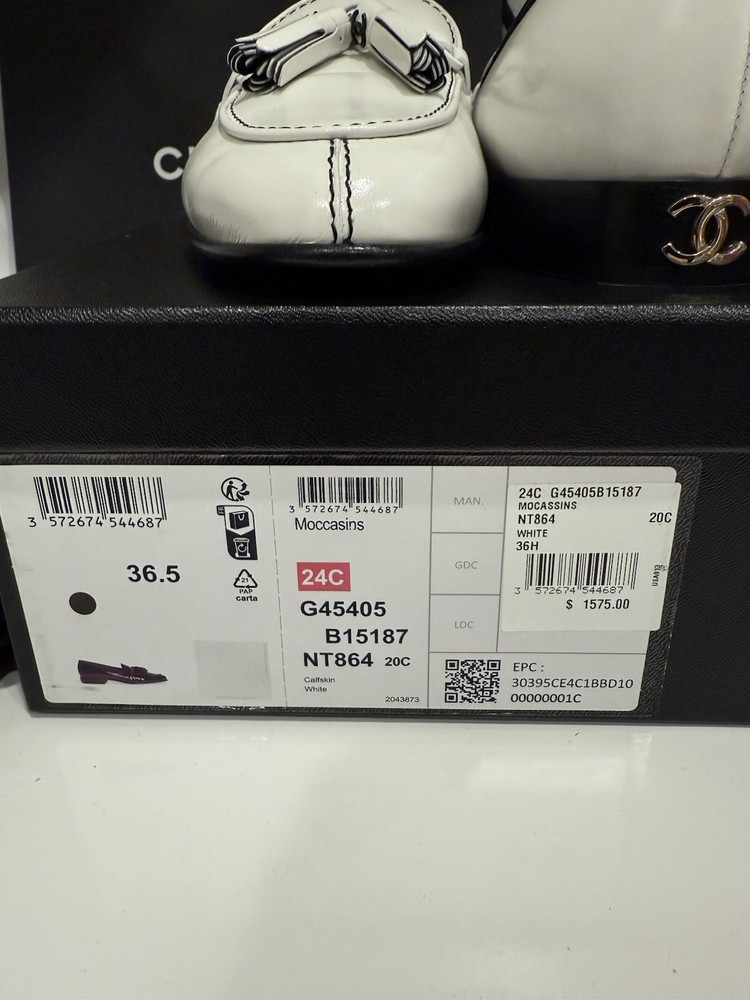 3 572674 544687
36.5
21
PAP
carta
3 572674 544687
Moccasins
24C
G45405
B15187
NT864 20C
Calfskin
White
2043873
MAN.
GDC
LDC
24C G45405B15187
MOCASSINS
NT864 20C
WHITE
36H
3 572674 544687
$ 1575.00
EPC :
30395CE4C1BBD10
00000001C